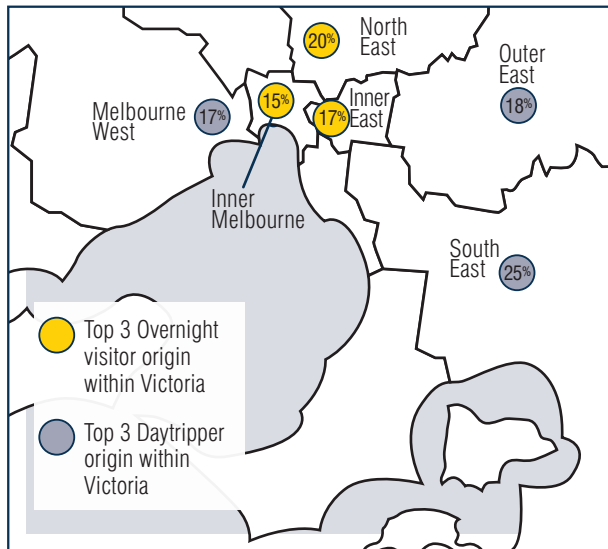 20%
North
East
Outer
East
18%
Melbourne
West
17%
15%
17%
Inner
East
Inner
Melbourne
South
East
25%
Top 3 Overnight
visitor origin
within Victoria
Top 3 Daytripper
origin within
Victoria